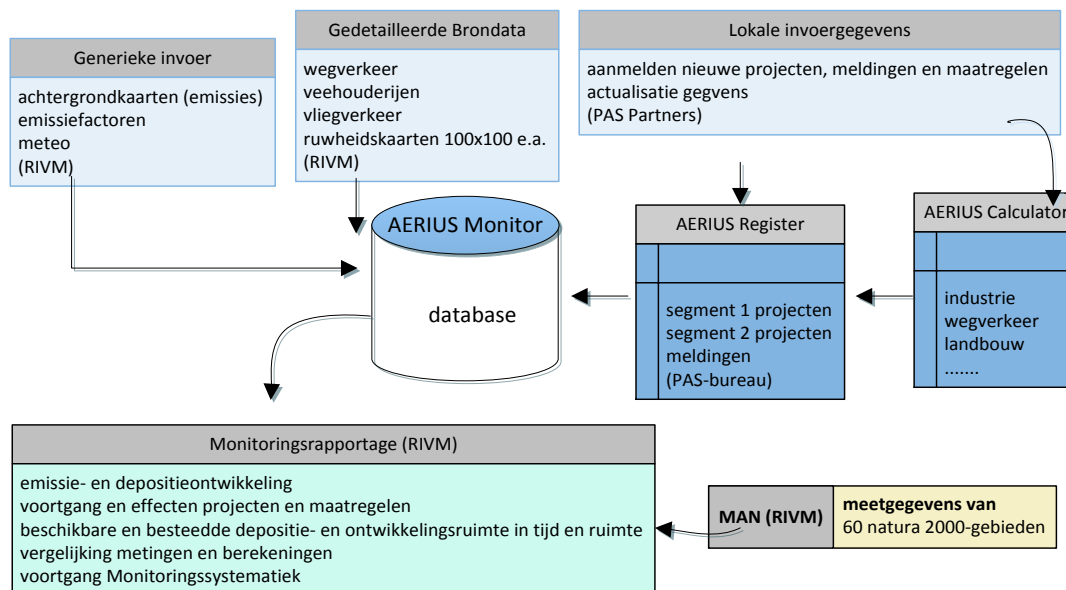 Generieke invoer
achtergrondkaarten (emissies)
emissiefactoren
meteo
(RIVM)
Gedetailleerde Brondata
wegverkeer
veehouderijen
vliegverkeer
ruwheidskaarten 100x100 e.a.
(RIVM)
Lokale invoergegevens
aanmelden nieuwe projecten, meldingen en maatregelen
actualisatie gegvens
(PAS Partners)
AERIUS Monitor
database
AERIUS Register
segment 1 projecten
segment 2 projecten
meldingen
(PAS-bureau)
AERIUS Calculator
industrie
wegverkeer
landbouw
.......
Monitoringsrapportage (RIVM)
emissie- en depositieontwikkeling
voortgang en effecten projecten en maatregelen
beschikbare en besteedde depositie- en ontwikkelingsruimte in tijd en ruimte
vergelijking metingen en berekeningen
voortgang Monitoringssystematiek
MAN (RIVM)
meetgegevens van
60 natura 2000-gebieden